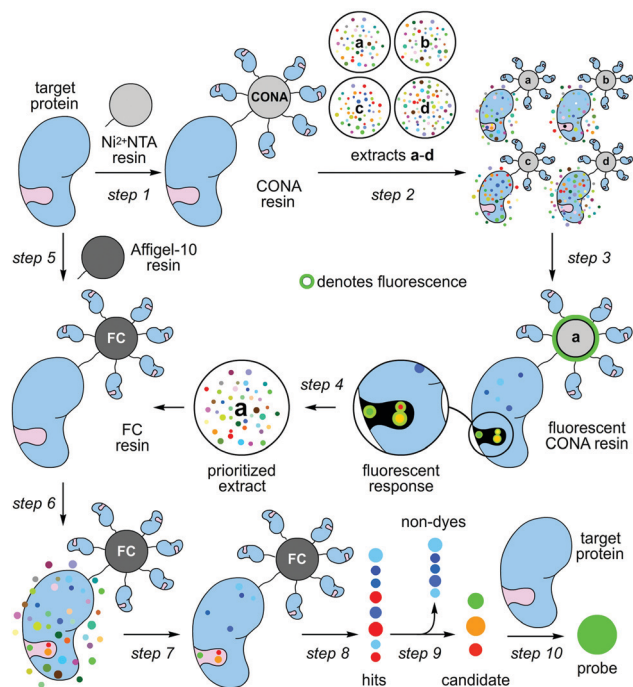 target
protein
Ni²⁺NTA
resin
step 1
CONA
CONA
resin
a
b
c
d
extracts a-d
step 2
a
b
c
d
step 3
step 5
Affigel-10
resin
denotes fluorescence
FC
FC
resin
a
prioritized
extract
step 4
fluorescent
response
a
fluorescent
CONA resin
step 6
FC
step 7
FC
step 8
hits
non-dyes
step 9
candidate
target
protein
step 10
probe